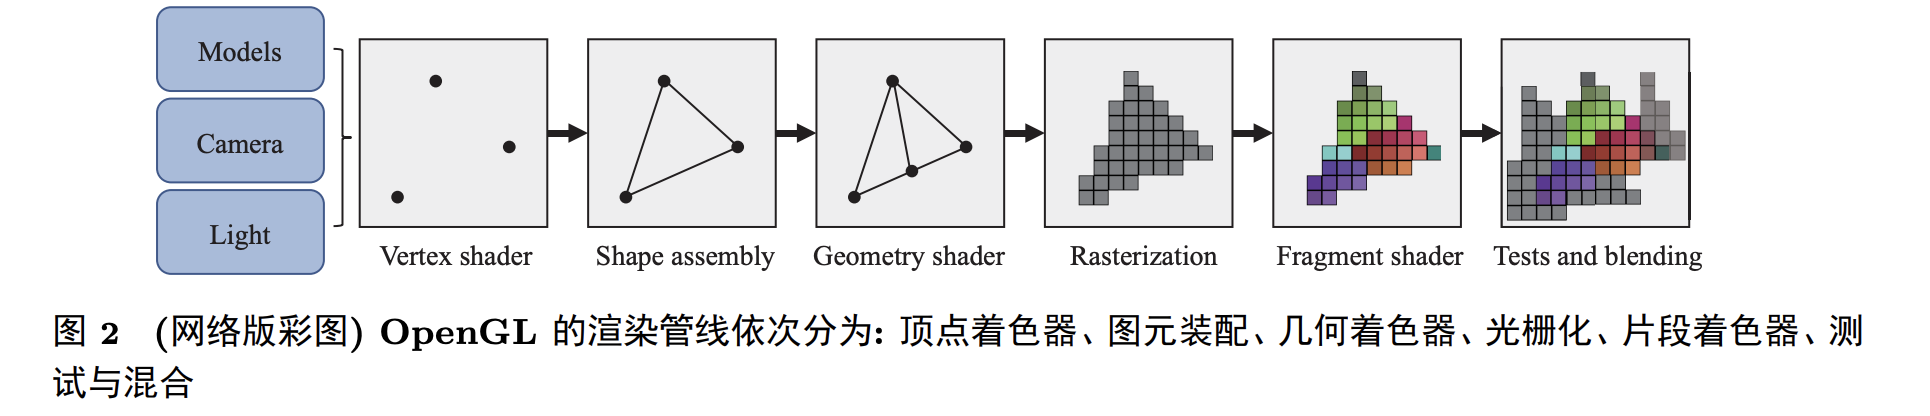 Models
Camera
Light
Vertex shader
Shape assembly
Geometry shader
Rasterization
Fragment shader
Tests and blending
图 2 (网络版彩图) OpenGL 的渲染管线依次分为: 顶点着色器、图元装配、几何着色器、光栅化、片段着色器、测
试与混合